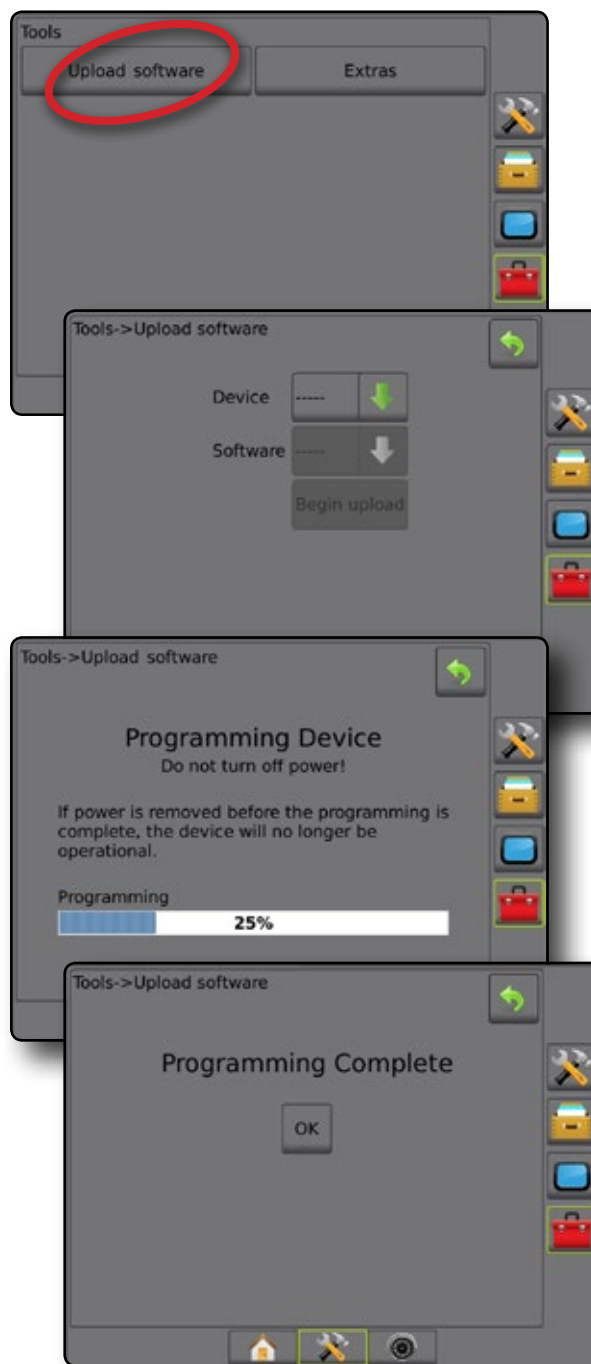 Tools
Upload software
Extras
Tools->Upload software
Device -----
Software -----
Begin upload
Tools->Upload software
Programming Device
Do not turn off power!
If power is removed before the programming is
complete, the device will no longer be
operational.
Programming
25%
Tools->Upload software
Programming Complete
OK